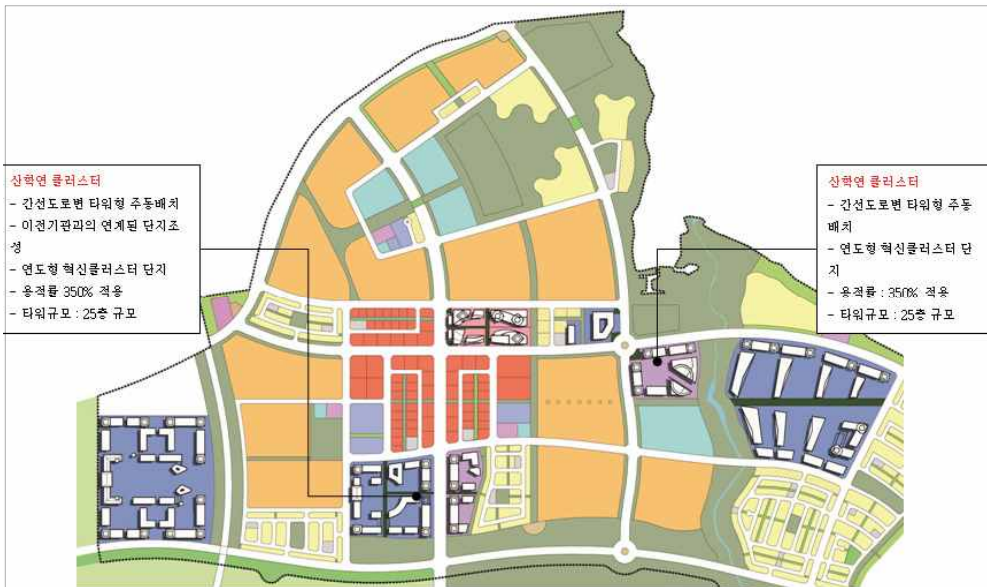 산학연 클러스터
- 간선도로변 타워형 주동배치
- 이전기관과의 연계된 단지조
성
- 연도형 혁신클러스터 단지
- 용적률 350% 적용
- 타워규모 : 25층 규모
산학연 클러스터
- 간선도로변 타워형 주동
배치
- 연도형 혁신클러스터 단
지
- 용적률 : 350% 적용
- 타워규모 : 25층 규모